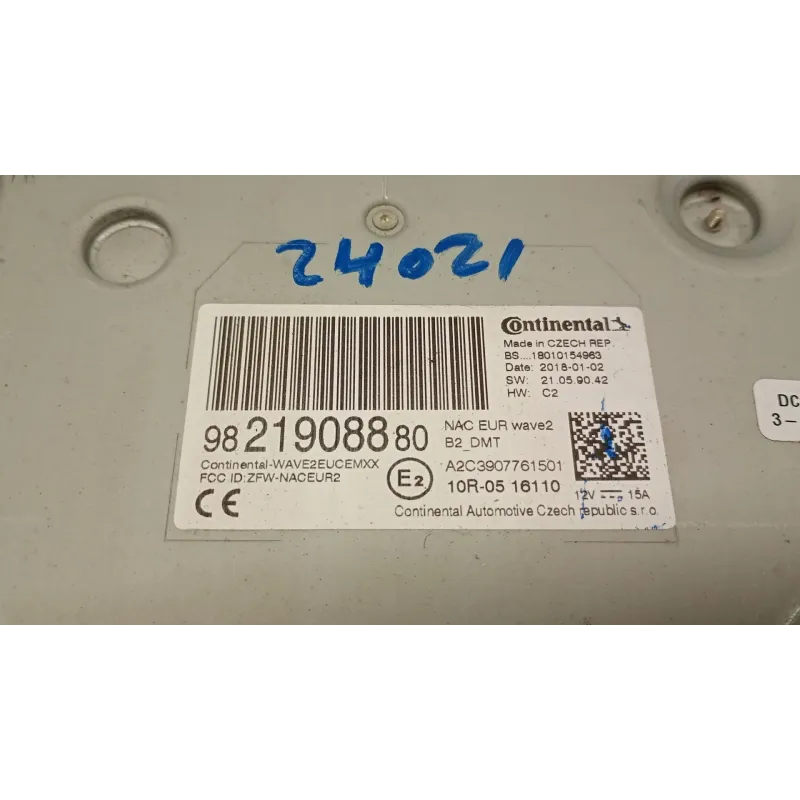 24021
Continental
Made in CZECH REP.
BS....18010154963
Date: 2018-01-02
SW: 21.05.90.42
HW: C2
98 219088 80
NAC EUR wave2
B2_DMT
Continental-WAVE2EUCEMXX
FCC ID:ZFW-NACEUR2
E2
A2C3907761501
10R-05 16110
12V 15A
CE
Continental Automotive Czech republic s.r.o.
DC
3-